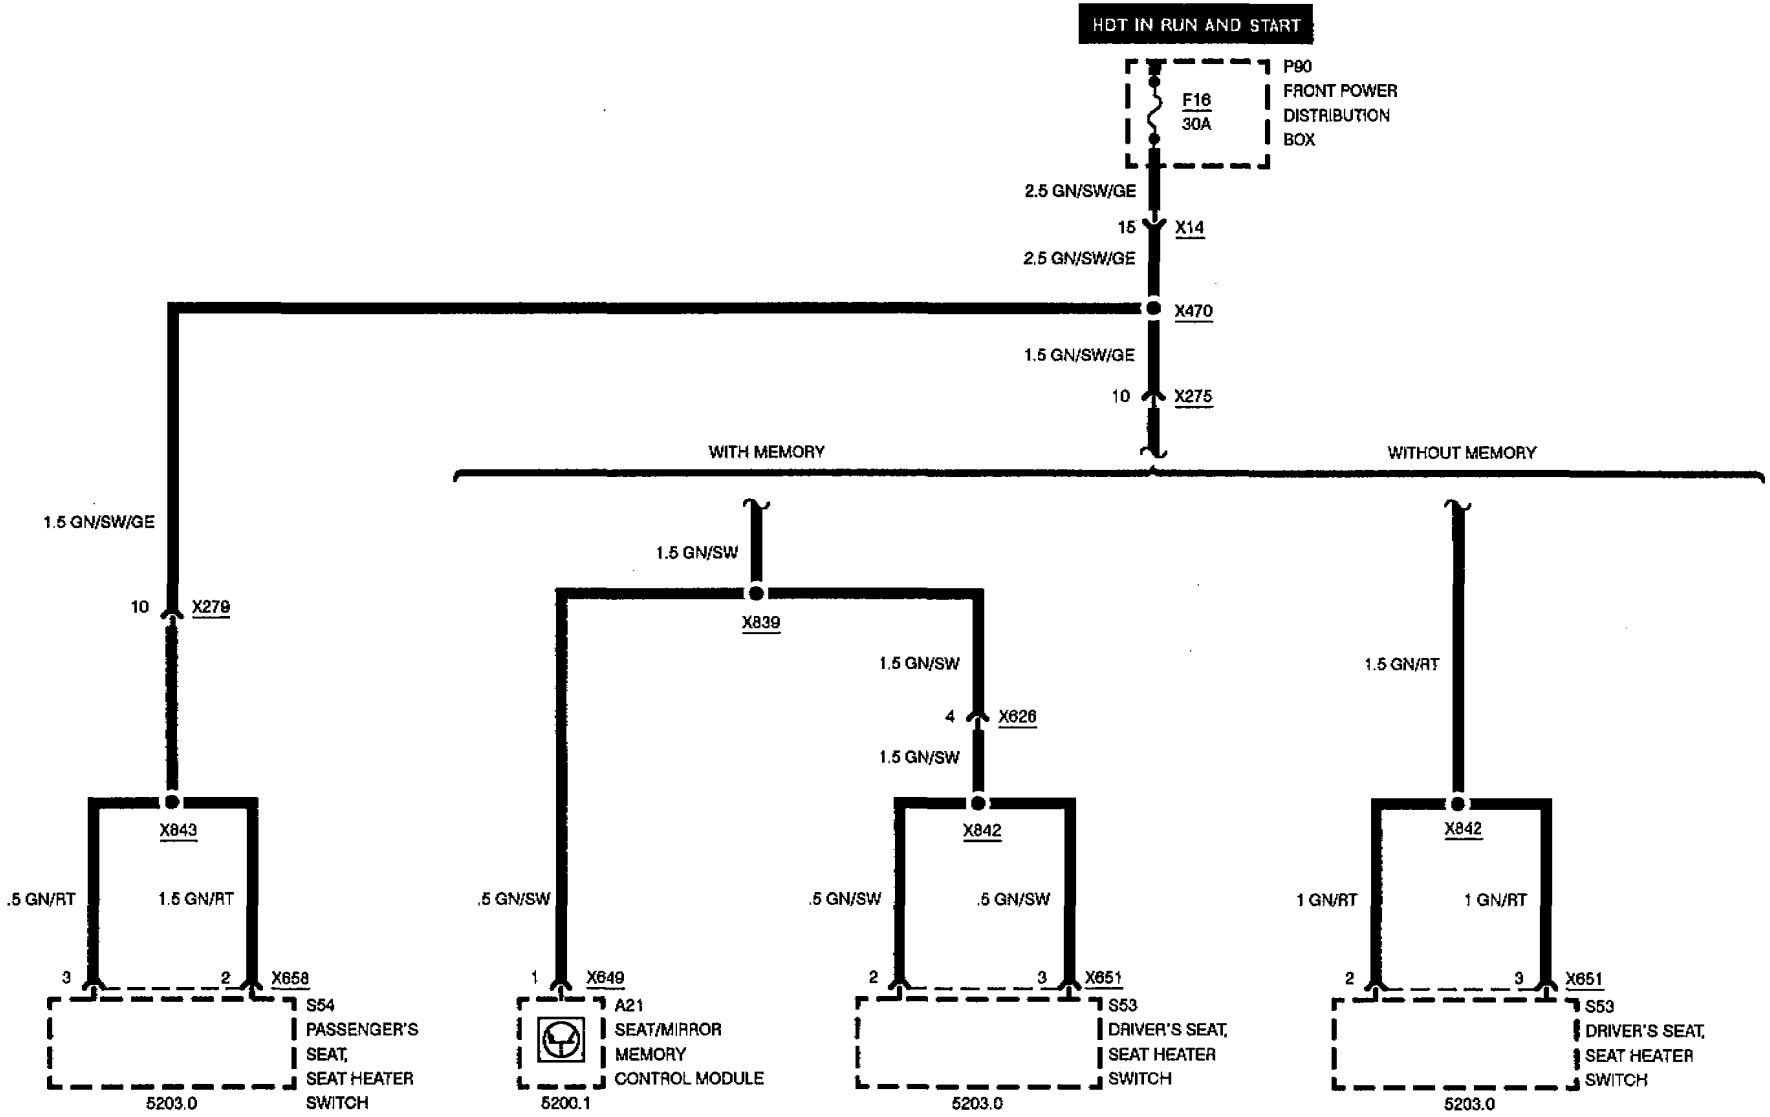 HOT IN RUN AND START
P90
FRONT POWER
DISTRIBUTION
BOX
F16
30A
2.5 GN/SW/GE
15 X14
2.5 GN/SW/GE
X470
1.5 GN/SW/GE
10 X275
WITH MEMORY
WITHOUT MEMORY
1.5 GN/SW/GE
1.5 GN/SW
10 X279
X839
1.5 GN/SW
1.5 GN/RT
4 X626
1.5 GN/SW
X843
X842
X842
.5 GN/RT
1.5 GN/RT
.5 GN/SW
.5 GN/SW
.5 GN/SW
1 GN/RT
1 GN/RT
3
2 X658
1 X649
2
3 X651
2
3 X651
S54
PASSENGER'S
SEAT,
SEAT HEATER
SWITCH
5203.0
A21
SEAT/MIRROR
MEMORY
CONTROL MODULE
5200.1
S53
DRIVER'S SEAT,
SEAT HEATER
SWITCH
5203.0
S53
DRIVER'S SEAT,
SEAT HEATER
SWITCH
5203.0